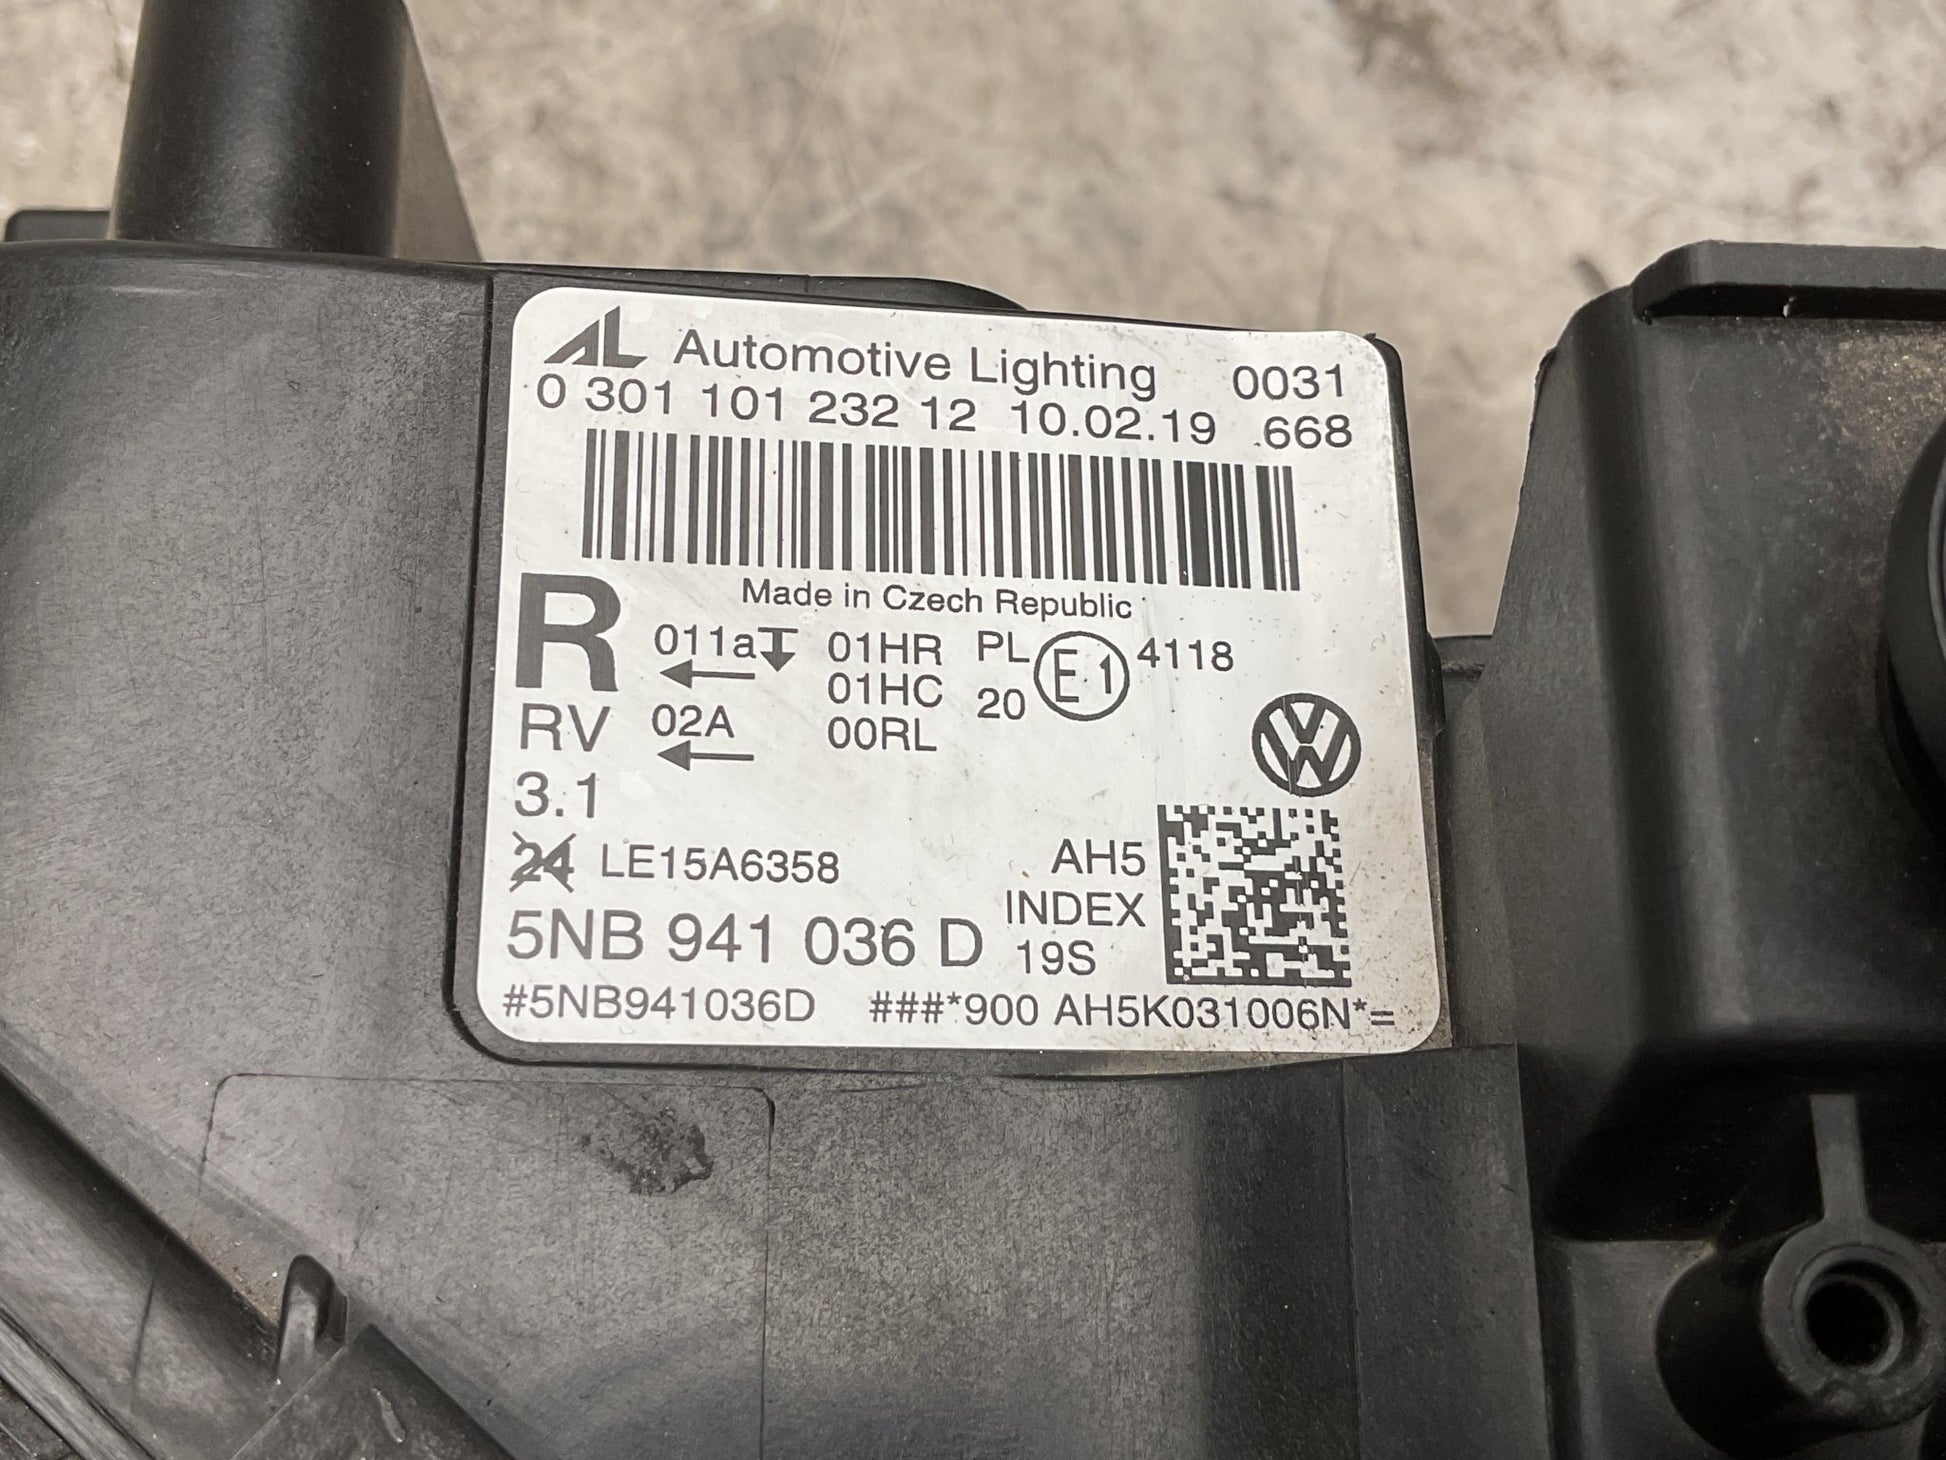 AL Automotive Lighting 0031
0 301 101 232 12 10.02.19 .668
Made in Czech Republic
R 011a 01HR PL E1 4118
01HC 20
RV 02A 00RL
3.1
24 LE15A6358 AH5
INDEX
5NB 941 036 D 19S
#5NB941036D ###*900 AH5K031006N*=